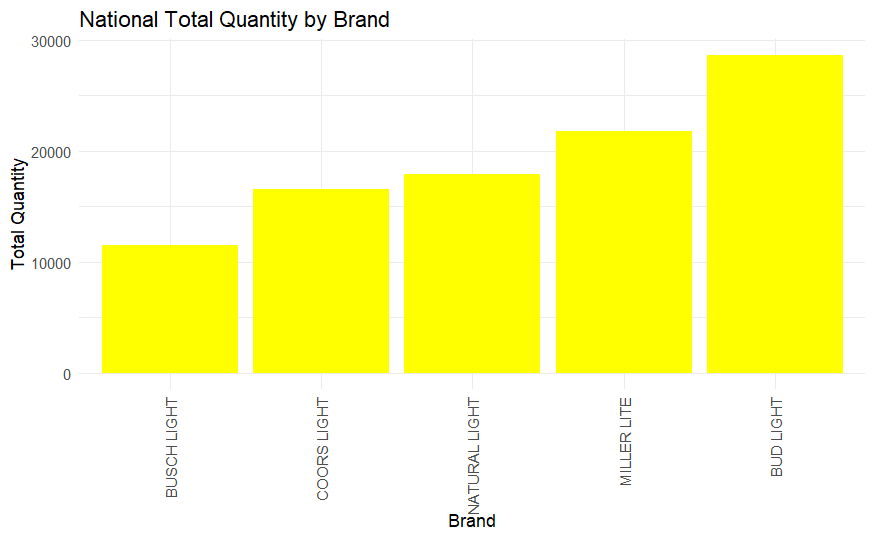 National Total Quantity by Brand
30000
20000
10000
0
Total Quantity
BUSCH LIGHT
COORS LIGHT
NATURAL LIGHT
MILLER LITE
BUD LIGHT
Brand